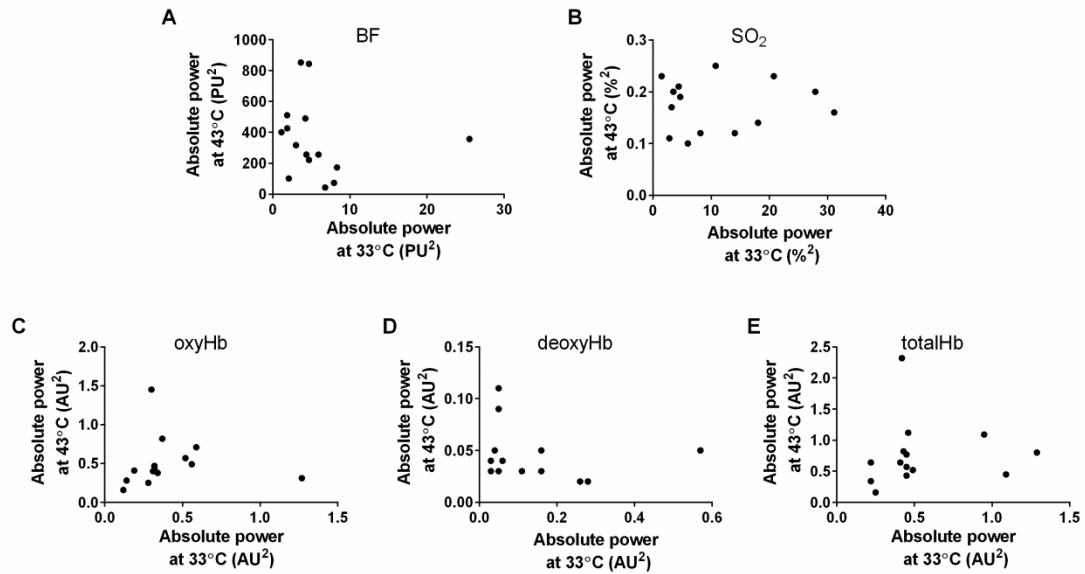 A
BF
Absolute power
at 43°C (PU²)
1000
800
600
400
200
0
0 10 20 30
Absolute power
at 33°C (PU²)
B
SO₂
Absolute power
at 43°C (%²)
0.3
0.2
0.1
0.0
0 10 20 30 40
Absolute power
at 33°C (%²)
C
oxyHb
Absolute power
at 43°C (AU²)
2.0
1.5
1.0
0.5
0.0
0.0 0.5 1.0 1.5
Absolute power
at 33°C (AU²)
D
deoxyHb
Absolute power
at 43°C (AU²)
0.15
0.10
0.05
0.00
0.0 0.2 0.4 0.6
Absolute power
at 33°C (AU²)
E
totalHb
Absolute power
at 43°C (AU²)
2.5
2.0
1.5
1.0
0.5
0.0
0.0 0.5 1.0 1.5
Absolute power
at 33°C (AU²)